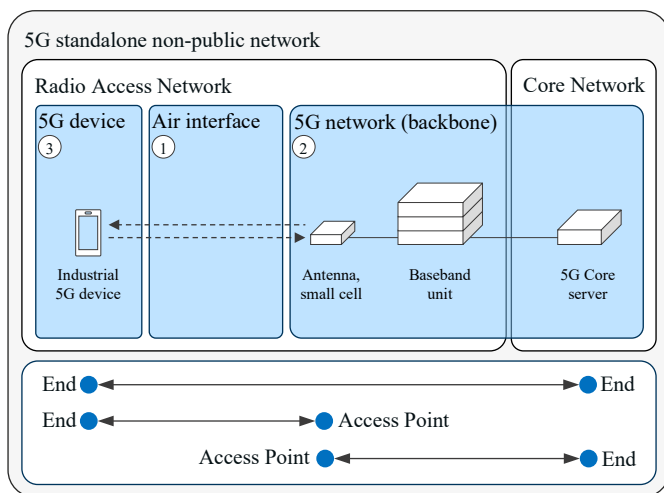 5G standalone non-public network
Radio Access Network
Core Network
5G device
Air interface
5G network (backbone)
3
1
2
Industrial
5G device
Antenna,
small cell
Baseband
unit
5G Core
server
End
End
End
Access Point
Access Point
End